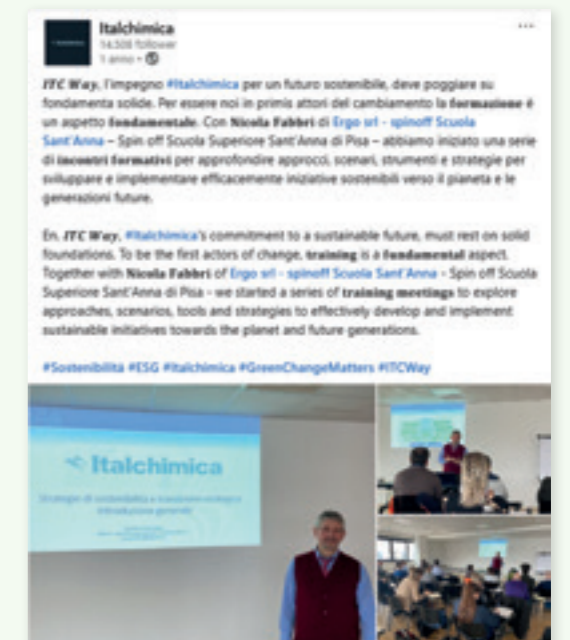 Italchimica
14.508 follower
1 anno •
ITC Way, l'impegno #Italchimica per un futuro sostenibile, deve poggiare su
fondamenta solide. Per essere noi in primis attori del cambiamento la formazione è
un aspetto fondamentale. Con Nicola Fabbri di Ergo srl - spinoff Scuola
Sant'Anna – Spin off Scuola Superiore Sant'Anna di Pisa – abbiamo iniziato una serie
di incontri formativi per approfondire approcci, scenari, strumenti e strategie per
sviluppare e implementare efficacemente iniziative sostenibili verso il pianeta e le
generazioni future.
En. ITC Way, #Italchimica's commitment to a sustainable future, must rest on solid
foundations. To be the first actors of change, training is a fundamental aspect.
Together with Nicola Fabbri of Ergo srl - spinoff Scuola Sant'Anna - Spin off Scuola
Superiore Sant'Anna di Pisa - we started a series of training meetings to explore
approaches, scenarios, tools and strategies to effectively develop and implement
sustainable initiatives towards the planet and future generations.
#Sostenibilità #ESG #Italchimica #GreenChangeMatters #ITCWay
Italchimica
Strategie di sostenibilità e transizione ecologica
Introduzione generale